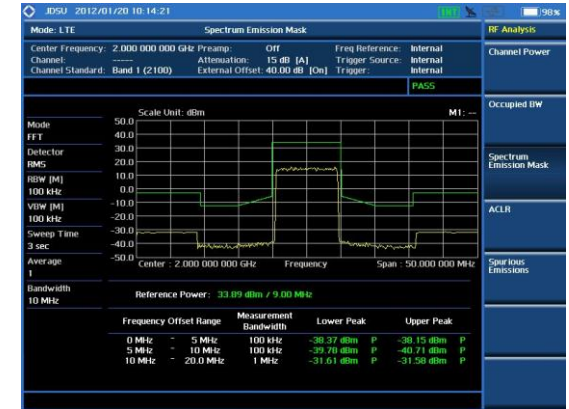 JDSU 2012/01/20 10:14:21
INT
98%
Mode: LTE
Spectrum Emission Mask
RF Analysis
Center Frequency: 2.000 000 000 GHz Preamp: Off Freq Reference: Internal
Channel: ----- Attenuation: 15 dB [A] Trigger Source: Internal
Channel Standard: Band 1 (2100) External Offset: 40.00 dB [On] Trigger: Internal
PASS
Channel Power
Occupied BW
Spectrum
Emission Mask
ACLR
Spurious
Emissions
Mode
FFT
Detector
RMS
RBW [M]
100 kHz
VBW [M]
100 kHz
Sweep Time
3 sec
Average
1
Bandwidth
10 MHz
Scale Unit: dBm
M1: --
50.0
40.0
30.0
20.0
10.0
0.0
-10.0
-20.0
-30.0
-40.0
-50.0
Center : 2.000 000 000 GHz Frequency Span : 50.000 000 MHz
Reference Power: 33.09 dBm / 9.00 MHz
Frequency Offset Range Measurement Bandwidth Lower Peak Upper Peak
0 MHz ~ 5 MHz 100 kHz -38.37 dBm P -38.15 dBm P
5 MHz ~ 10 MHz 100 kHz -39.78 dBm P -40.71 dBm P
10 MHz ~ 20.0 MHz 1 MHz -31.61 dBm P -31.58 dBm P